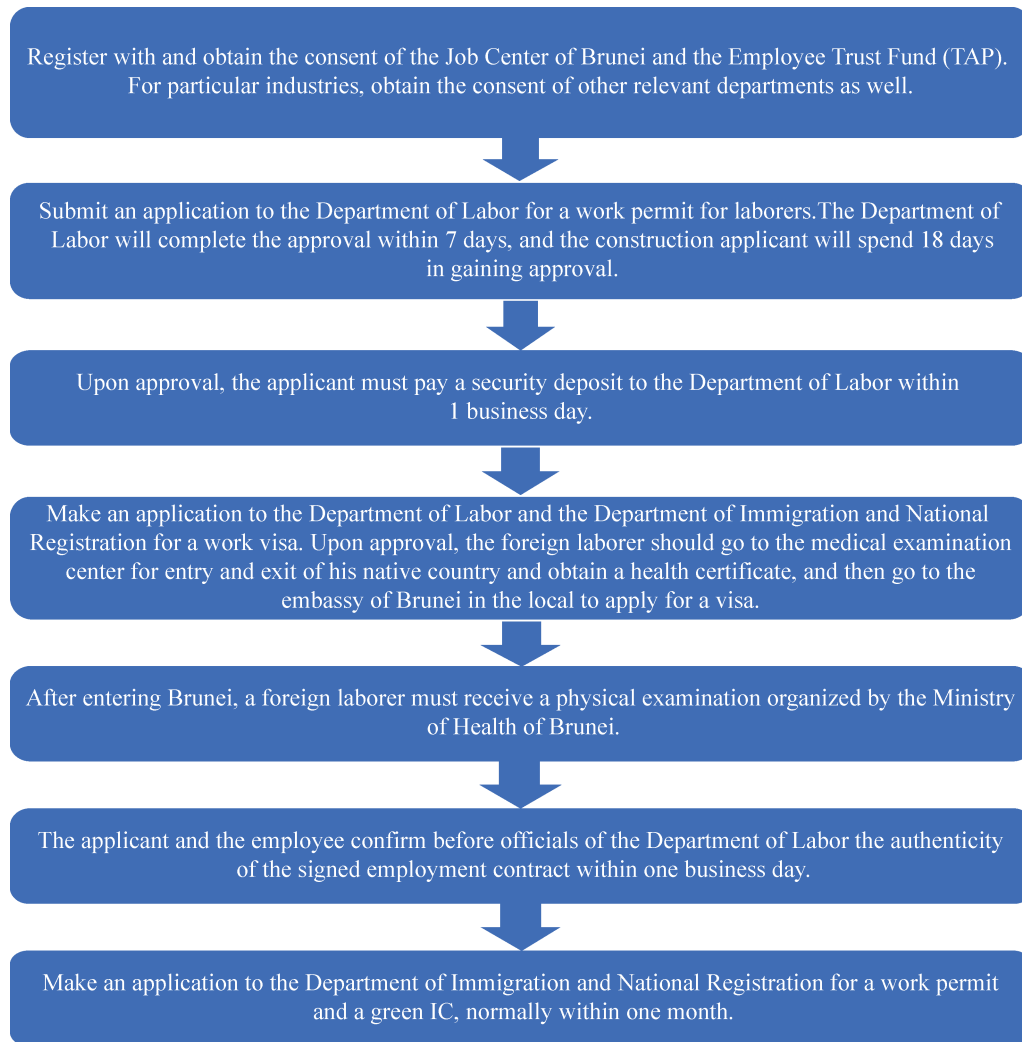 Register with and obtain the consent of the Job Center of Brunei and the Employee Trust Fund (TAP).
For particular industries, obtain the consent of other relevant departments as well.
Submit an application to the Department of Labor for a work permit for laborers.The Department of
Labor will complete the approval within 7 days, and the construction applicant will spend 18 days
in gaining approval.
Upon approval, the applicant must pay a security deposit to the Department of Labor within
1 business day.
Make an application to the Department of Labor and the Department of Immigration and National
Registration for a work visa. Upon approval, the foreign laborer should go to the medical examination
center for entry and exit of his native country and obtain a health certificate, and then go to the
embassy of Brunei in the local to apply for a visa.
After entering Brunei, a foreign laborer must receive a physical examination organized by the Ministry
of Health of Brunei.
The applicant and the employee confirm before officials of the Department of Labor the authenticity
of the signed employment contract within one business day.
Make an application to the Department of Immigration and National Registration for a work permit
and a green IC, normally within one month.